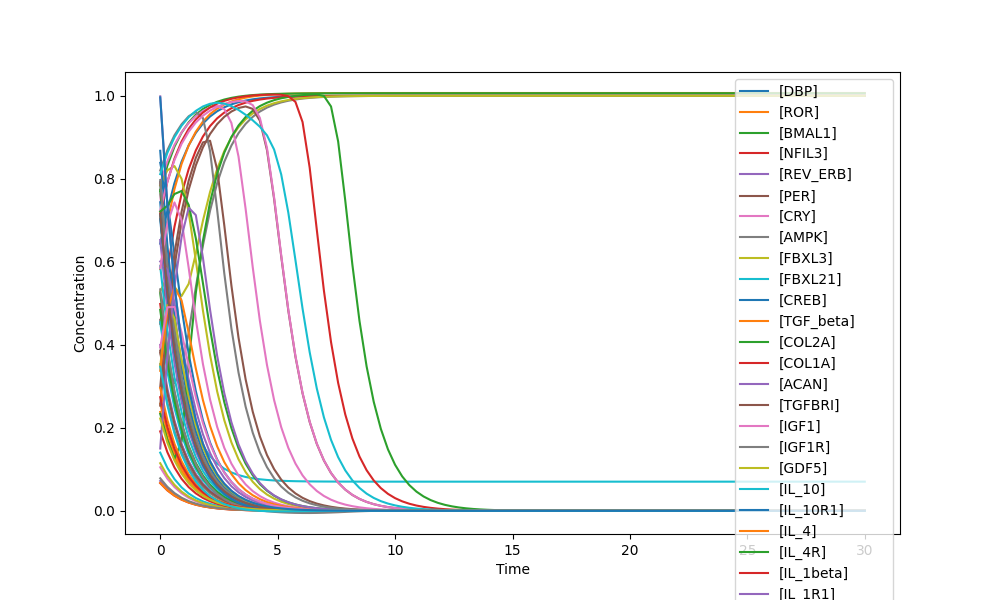 1.0
0.8
0.6
0.4
0.2
0.0
Concentration
0
5
10
15
20
25
30
Time
[DBP]
[ROR]
[BMAL1]
[NFIL3]
[REV_ERB]
[PER]
[CRY]
[AMPK]
[FBXL3]
[FBXL21]
[CREB]
[TGF_beta]
[COL2A]
[COL1A]
[ACAN]
[TGFBRI]
[IGF1]
[IGF1R]
[GDF5]
[IL_10]
[IL_10R1]
[IL_4]
[IL_4R]
[IL_1beta]
[IL_1R1]